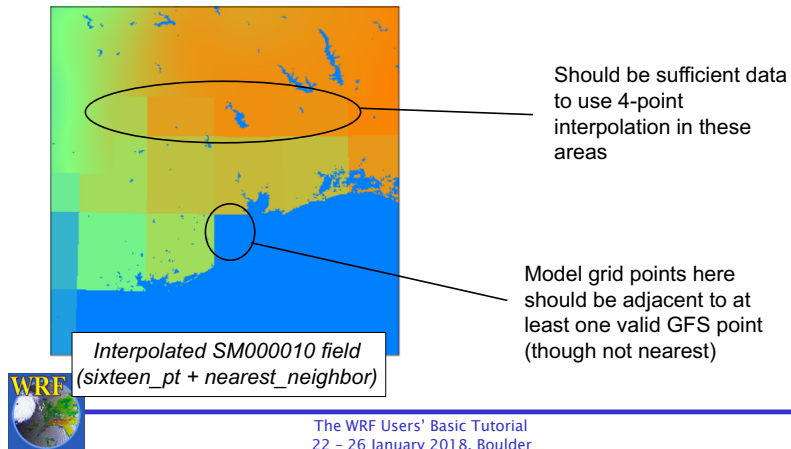 Should be sufficient data
to use 4-point
interpolation in these
areas
Model grid points here
should be adjacent to at
least one valid GFS point
(though not nearest)
Interpolated SM000010 field
(sixteen_pt + nearest_neighbor)
WRF
The WRF Users' Basic Tutorial
22 – 26 January 2018, Boulder